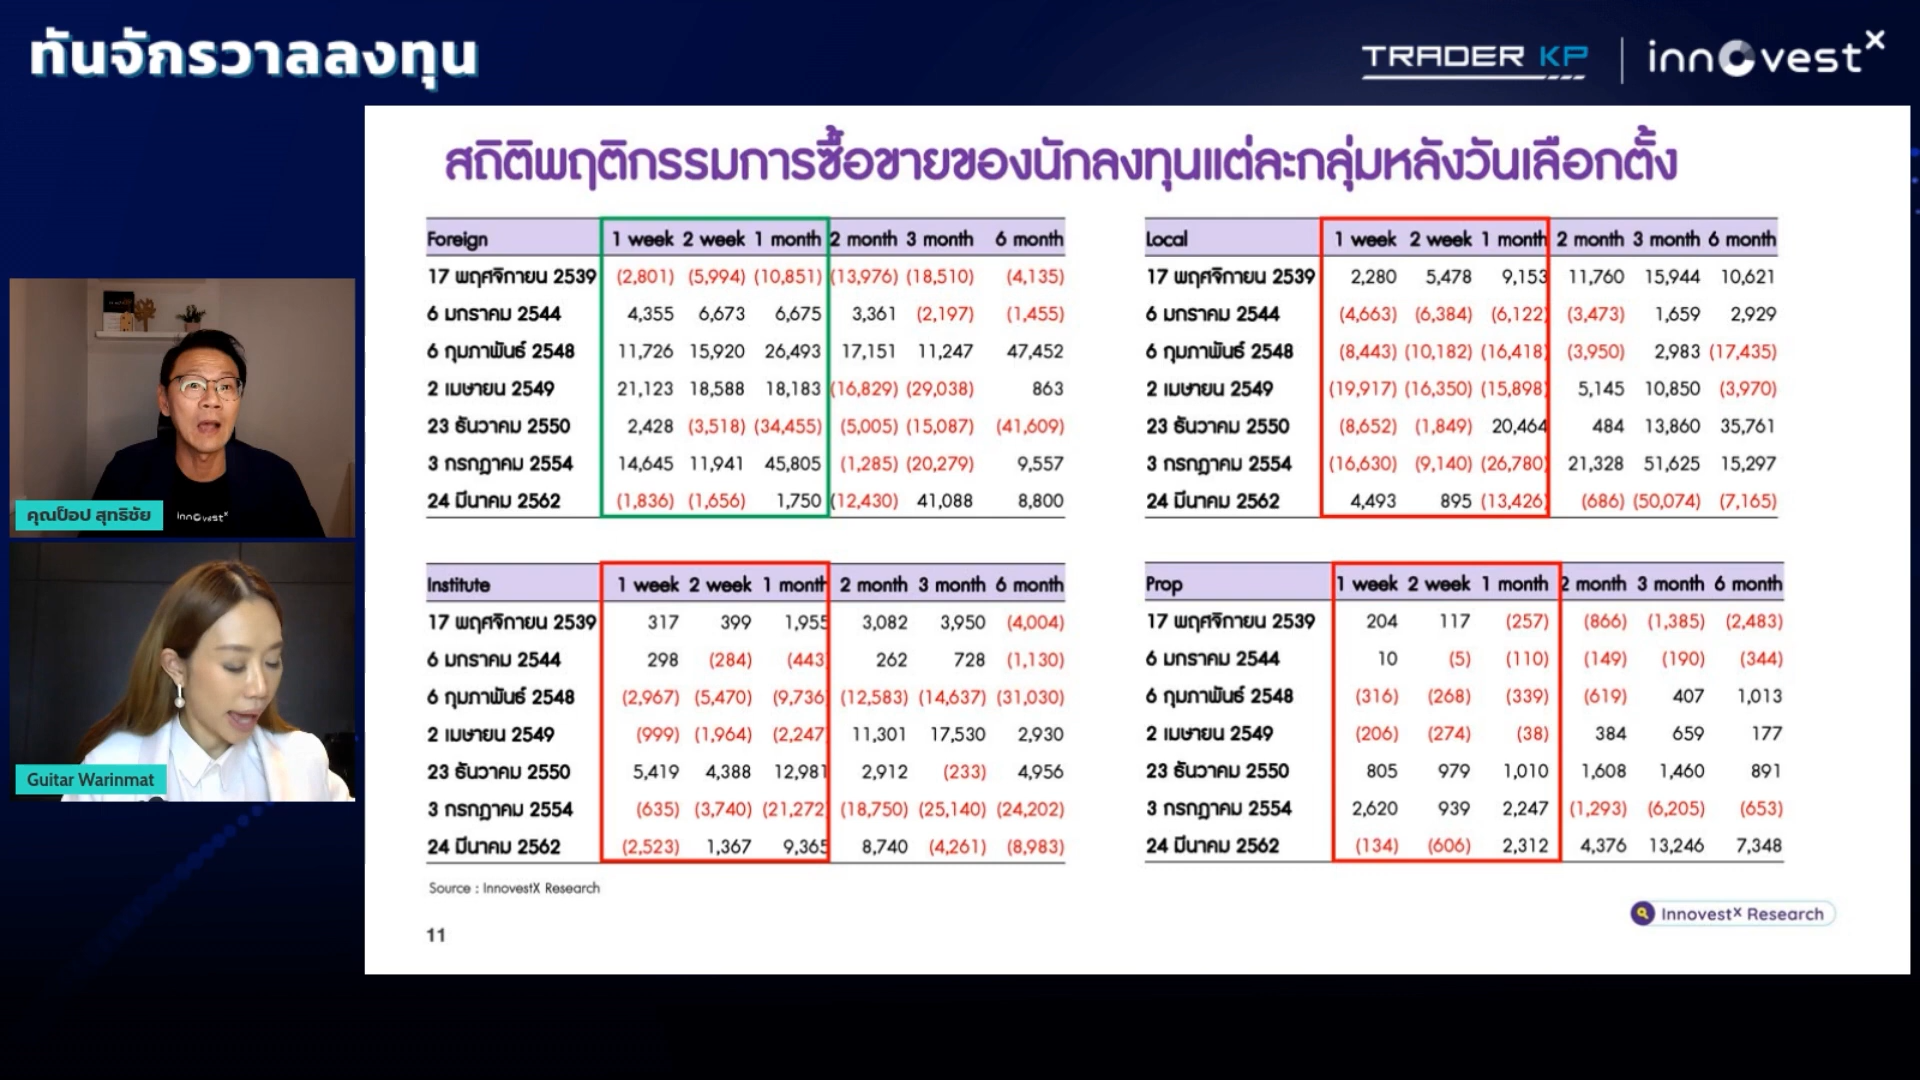 ทันจักรวาลลงทุน
TRADER KP | innovestX
สถิติพฤติกรรมการซื้อขายของนักลงทุนแต่ละกลุ่มหลังวันเลือกตั้ง
Foreign 1 week 2 week 1 month 2 month 3 month 6 month
17 พฤศจิกายน 2539 (2,801) (5,994) (10,851) (13,976) (18,510) (4,135)
6 มกราคม 2544 4,355 6,673 6,675 3,361 (2,197) (1,455)
6 กุมภาพันธ์ 2548 11,726 15,920 26,493 17,151 11,247 47,452
2 เมษายน 2549 21,123 18,588 18,183 (16,829) (29,038) 863
23 ธันวาคม 2550 2,428 (3,518) (34,455) (5,005) (15,087) (41,609)
3 กรกฎาคม 2554 14,645 11,941 45,805 (1,285) (20,279) 9,557
24 มีนาคม 2562 (1,836) (1,656) 1,750 (12,430) 41,088 8,800
Local 1 week 2 week 1 month 2 month 3 month 6 month
17 พฤศจิกายน 2539 2,280 5,478 9,153 11,760 15,944 10,621
6 มกราคม 2544 (4,663) (6,384) (6,122) (3,473) 1,659 2,929
6 กุมภาพันธ์ 2548 (8,443) (10,182) (16,418) (3,950) 2,983 (17,435)
2 เมษายน 2549 (19,917) (16,350) (15,898) 5,145 10,850 (3,970)
23 ธันวาคม 2550 (8,652) (1,849) 20,464 484 13,860 35,761
3 กรกฎาคม 2554 (16,630) (9,140) (26,780) 21,328 51,625 15,297
24 มีนาคม 2562 4,493 895 (13,426) (686) (50,074) (7,165)
Institute 1 week 2 week 1 month 2 month 3 month 6 month
17 พฤศจิกายน 2539 317 399 1,955 3,082 3,950 (4,004)
6 มกราคม 2544 298 (284) (443) 262 728 (1,130)
6 กุมภาพันธ์ 2548 (2,967) (5,470) (9,736) (12,583) (14,637) (31,030)
2 เมษายน 2549 (999) (1,964) (2,247) 11,301 17,530 2,930
23 ธันวาคม 2550 5,419 4,388 12,981 2,912 (233) 4,956
3 กรกฎาคม 2554 (635) (3,740) (21,272) (18,750) (25,140) (24,202)
24 มีนาคม 2562 (2,523) 1,367 9,365 8,740 (4,261) (8,983)
Prop 1 week 2 week 1 month 2 month 3 month 6 month
17 พฤศจิกายน 2539 204 117 (257) (866) (1,385) (2,483)
6 มกราคม 2544 10 (5) (110) (149) (190) (344)
6 กุมภาพันธ์ 2548 (316) (268) (339) (619) 407 1,013
2 เมษายน 2549 (206) (274) (38) 384 659 177
23 ธันวาคม 2550 805 979 1,010 1,608 1,460 891
3 กรกฎาคม 2554 2,620 939 2,247 (1,293) (6,205) (653)
24 มีนาคม 2562 (134) (606) 2,312 4,376 13,246 7,348
Source : InnovestX Research
InnovestX Research
11
คุณป็อป สุทธิชัย
innovestX
Guitar Warinmat